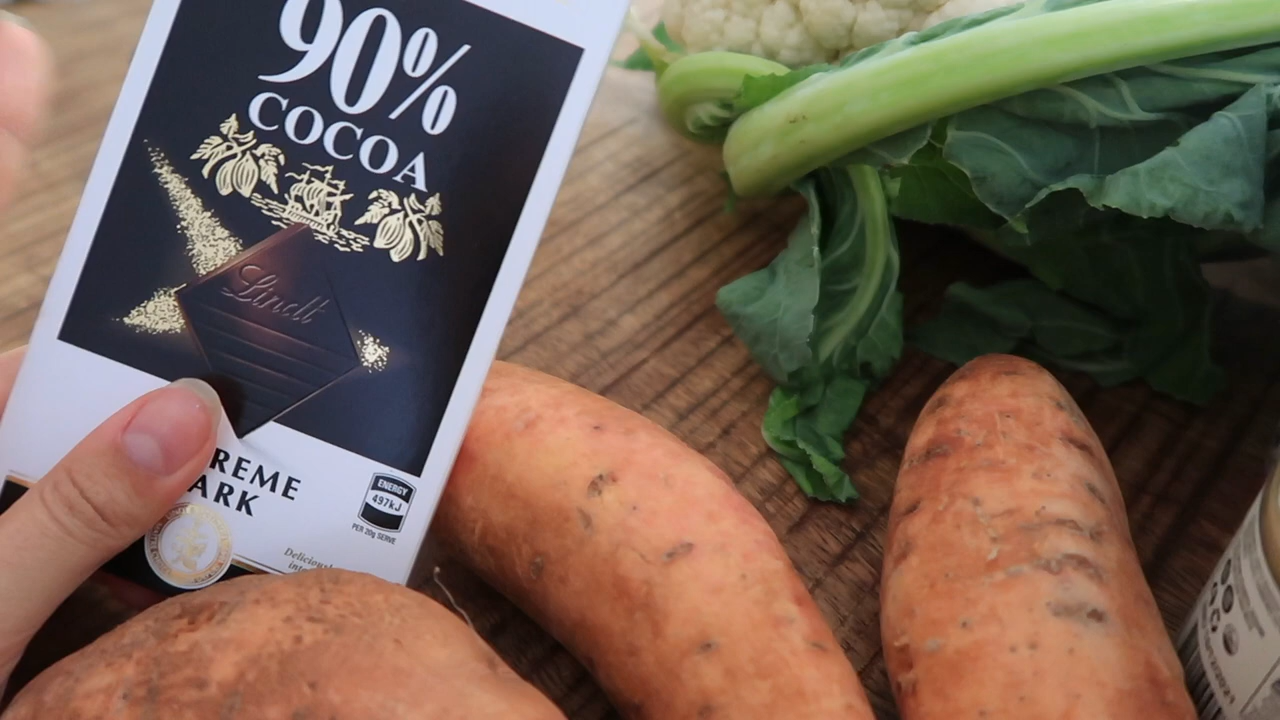 90%
COCOA
Lindt
REME
ARK
ENERGY
497kJ
PER 20g SERVE